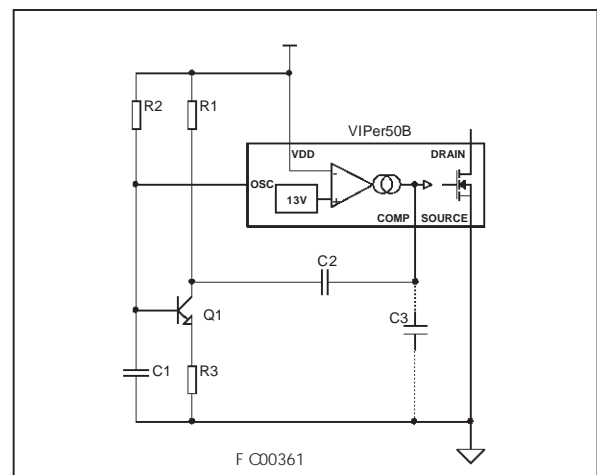 R2
R1
VIPer50B
VDD
DRAIN
OSC
-
13V
+
COMP
SOURCE
C2
Q1
C3
C1
R3
F C00361